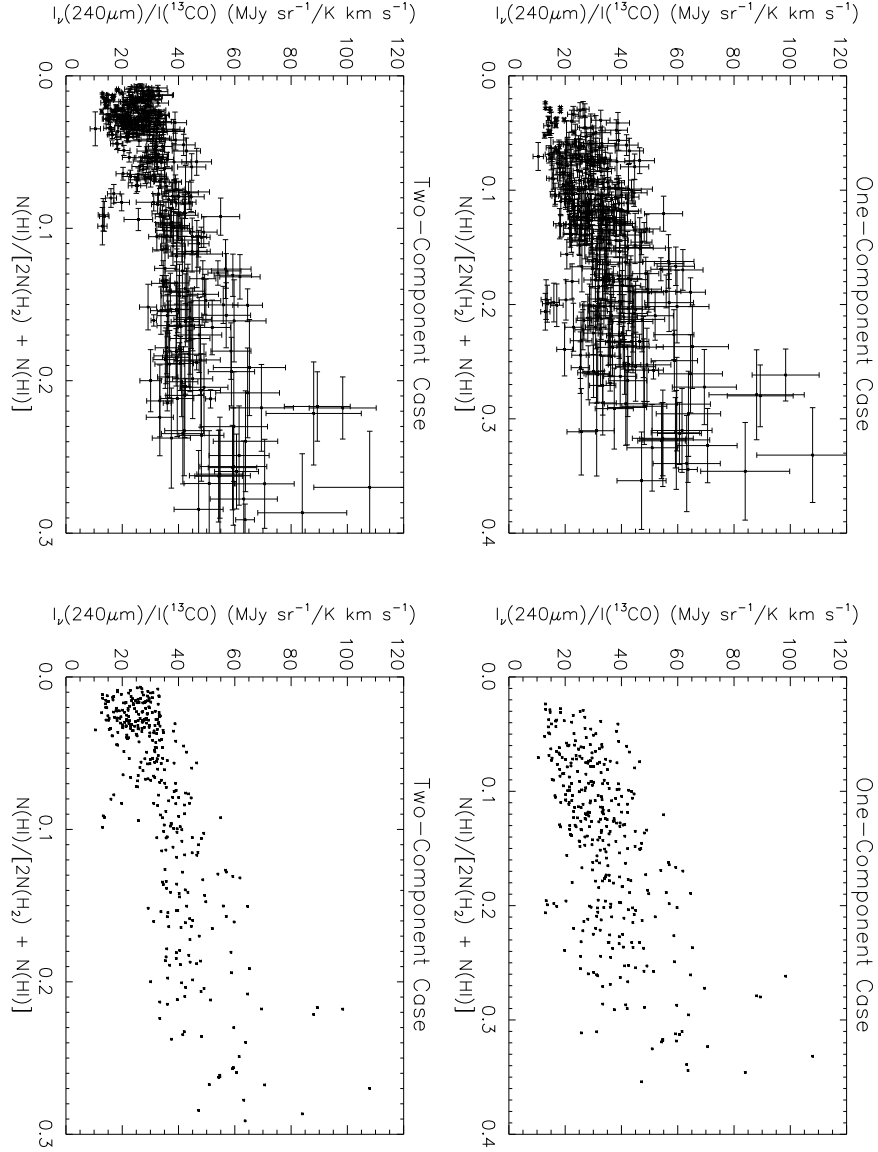 One–Component Case
I_ν(240μm)/I(¹³CO) (MJy sr⁻¹/K km s⁻¹)
120
100
80
60
40
20
0
0.0 0.1 0.2 0.3 0.4
N(HI)/[2N(H₂) + N(HI)]
One–Component Case
I_ν(240μm)/I(¹³CO) (MJy sr⁻¹/K km s⁻¹)
120
100
80
60
40
20
0
0.0 0.1 0.2 0.3 0.4
N(HI)/[2N(H₂) + N(HI)]
Two–Component Case
I_ν(240μm)/I(¹³CO) (MJy sr⁻¹/K km s⁻¹)
120
100
80
60
40
20
0
0.0 0.1 0.2 0.3
N(HI)/[2N(H₂) + N(HI)]
Two–Component Case
I_ν(240μm)/I(¹³CO) (MJy sr⁻¹/K km s⁻¹)
120
100
80
60
40
20
0
0.0 0.1 0.2 0.3
N(HI)/[2N(H₂) + N(HI)]